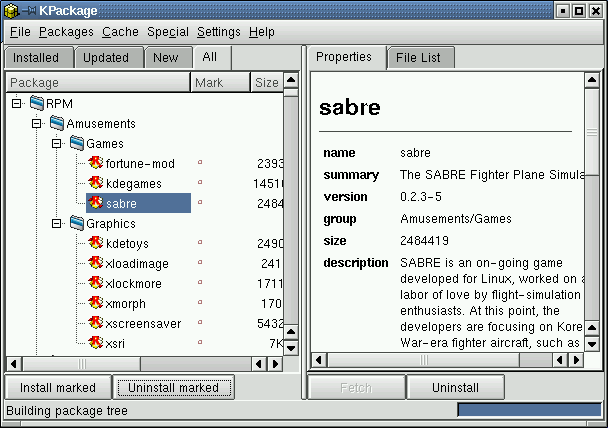 KPackage
File Packages Cache Special Settings Help
Installed Updated New All
Properties File List
Package Mark Size
RPM
Amusements
Games
fortune-mod 2393
kdegames 1451
sabre 2484
Graphics
kdetoys 2490
xloadimage 241
xlockmore 1711
xmorph 170
xscreensaver 5432
xsri 7K
sabre
name sabre
summary The SABRE Fighter Plane Simula
version 0.2.3-5
group Amusements/Games
size 2484419
description SABRE is an on-going game
developed for Linux, worked on a
labor of love by flight-simulation
enthusiasts. At this point, the
developers are focusing on Kore
War-era fighter aircraft, such as
Install marked Uninstall marked
Fetch Uninstall
Building package tree